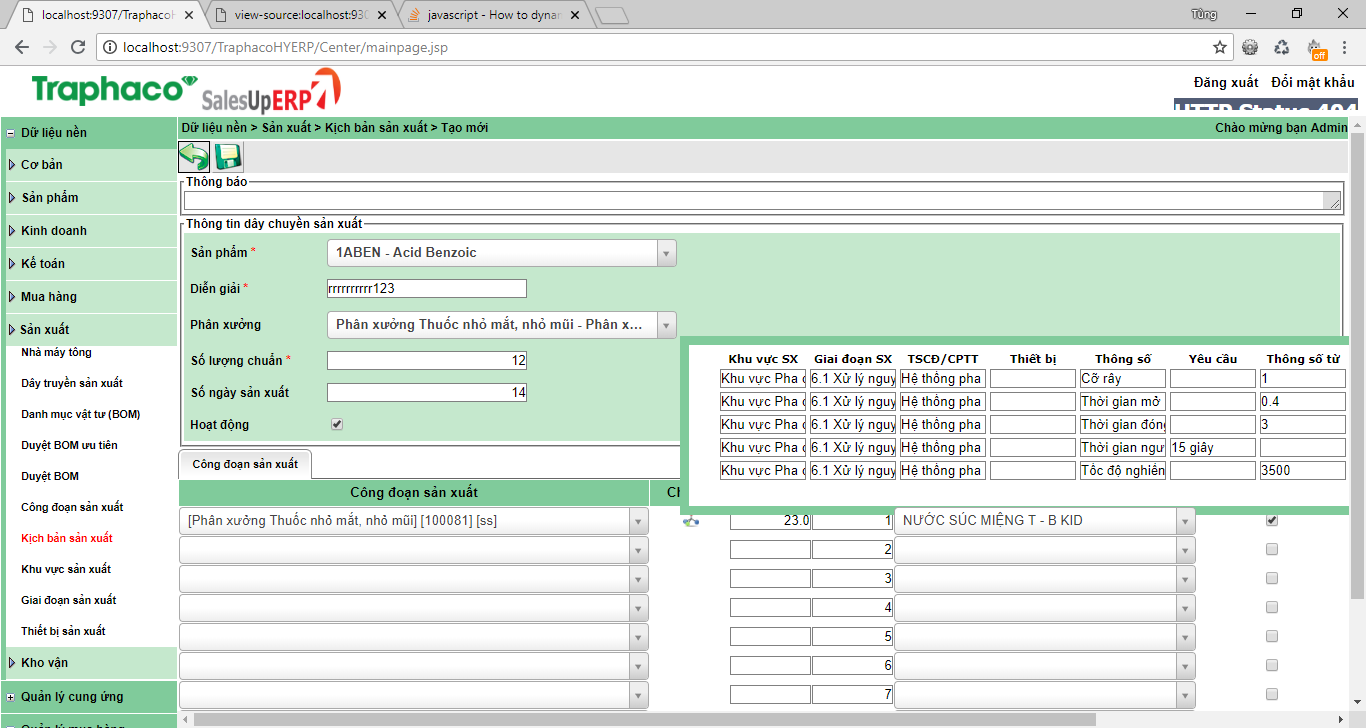 localhost:9307/TraphacoH
view-source:localhost:930
javascript - How to dynam
Tùng
localhost:9307/TraphacoHYERP/Center/mainpage.jsp
off
Traphaco
SalesUpERP
Đăng xuất Đổi mật khẩu
HTTP Status 404
Dữ liệu nền
Dữ liệu nền > Sản xuất > Kịch bản sản xuất > Tạo mới
Chào mừng bạn Admin
Cơ bản
Sản phẩm
Kinh doanh
Kế toán
Mua hàng
Sản xuất
Nhà máy tổng
Dây truyền sản xuất
Danh mục vật tư (BOM)
Duyệt BOM ưu tiên
Duyệt BOM
Công đoạn sản xuất
Kịch bản sản xuất
Khu vực sản xuất
Giai đoạn sản xuất
Thiết bị sản xuất
Kho vận
Quản lý cung ứng
Quản lý mua hàng
Thông báo
Thông tin dây chuyền sản xuất
Sản phẩm * 1ABEN - Acid Benzoic
Diễn giải * rrrrrrrrrr123
Phân xưởng Phân xưởng Thuốc nhỏ mắt, nhỏ mũi - Phân x...
Số lượng chuẩn * 12
Số ngày sản xuất 14
Hoạt động
Khu vực SX Giai đoạn SX TSCĐ/CPTT Thiết bị Thông số Yêu cầu Thông số từ
Khu vực Pha 6.1 Xử lý nguy Hệ thống pha Cỡ rây 1
Khu vực Pha 6.1 Xử lý nguy Hệ thống pha Thời gian mở 0.4
Khu vực Pha 6.1 Xử lý nguy Hệ thống pha Thời gian đóng 3
Khu vực Pha 6.1 Xử lý nguy Hệ thống pha Thời gian ngư 15 giây
Khu vực Pha 6.1 Xử lý nguy Hệ thống pha Tốc độ nghiền 3500
Công đoạn sản xuất
Công đoạn sản xuất Ch
[Phân xưởng Thuốc nhỏ mắt, nhỏ mũi] [100081] [ss] 23.0 1 NƯỚC SÚC MIỆNG T - B KID
2
3
4
5
6
7